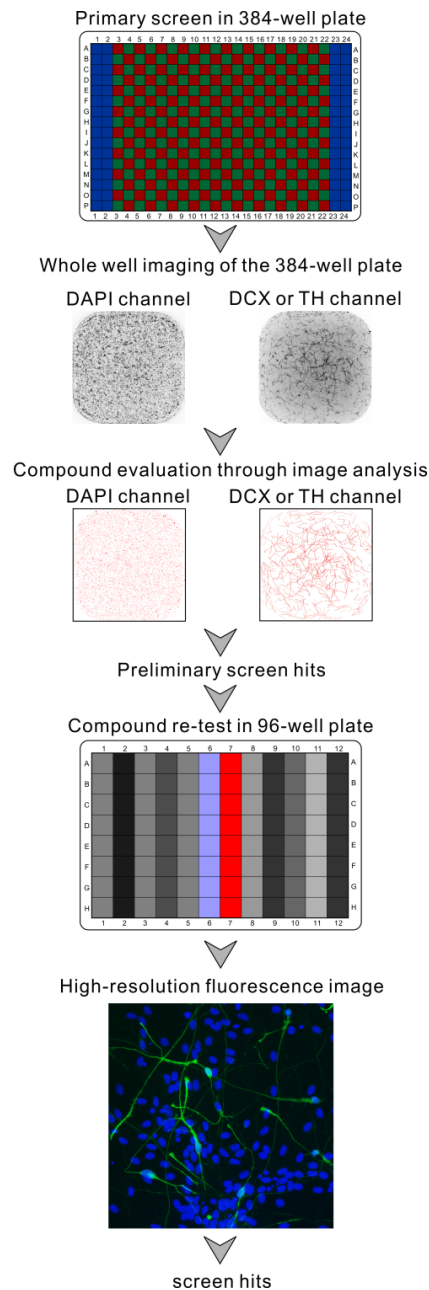 Primary screen in 384-well plate
1 2 3 4 5 6 7 8 9 10 11 12 13 14 15 16 17 18 19 20 21 22 23 24
A A
B B
C C
D D
E E
F F
G G
H H
I I
J J
K K
L L
M M
N N
O O
P P
1 2 3 4 5 6 7 8 9 10 11 12 13 14 15 16 17 18 19 20 21 22 23 24
Whole well imaging of the 384-well plate
DAPI channel DCX or TH channel
Compound evaluation through image analysis
DAPI channel DCX or TH channel
Preliminary screen hits
Compound re-test in 96-well plate
1 2 3 4 5 6 7 8 9 10 11 12
A A
B B
C C
D D
E E
F F
G G
H H
1 2 3 4 5 6 7 8 9 10 11 12
High-resolution fluorescence image
screen hits